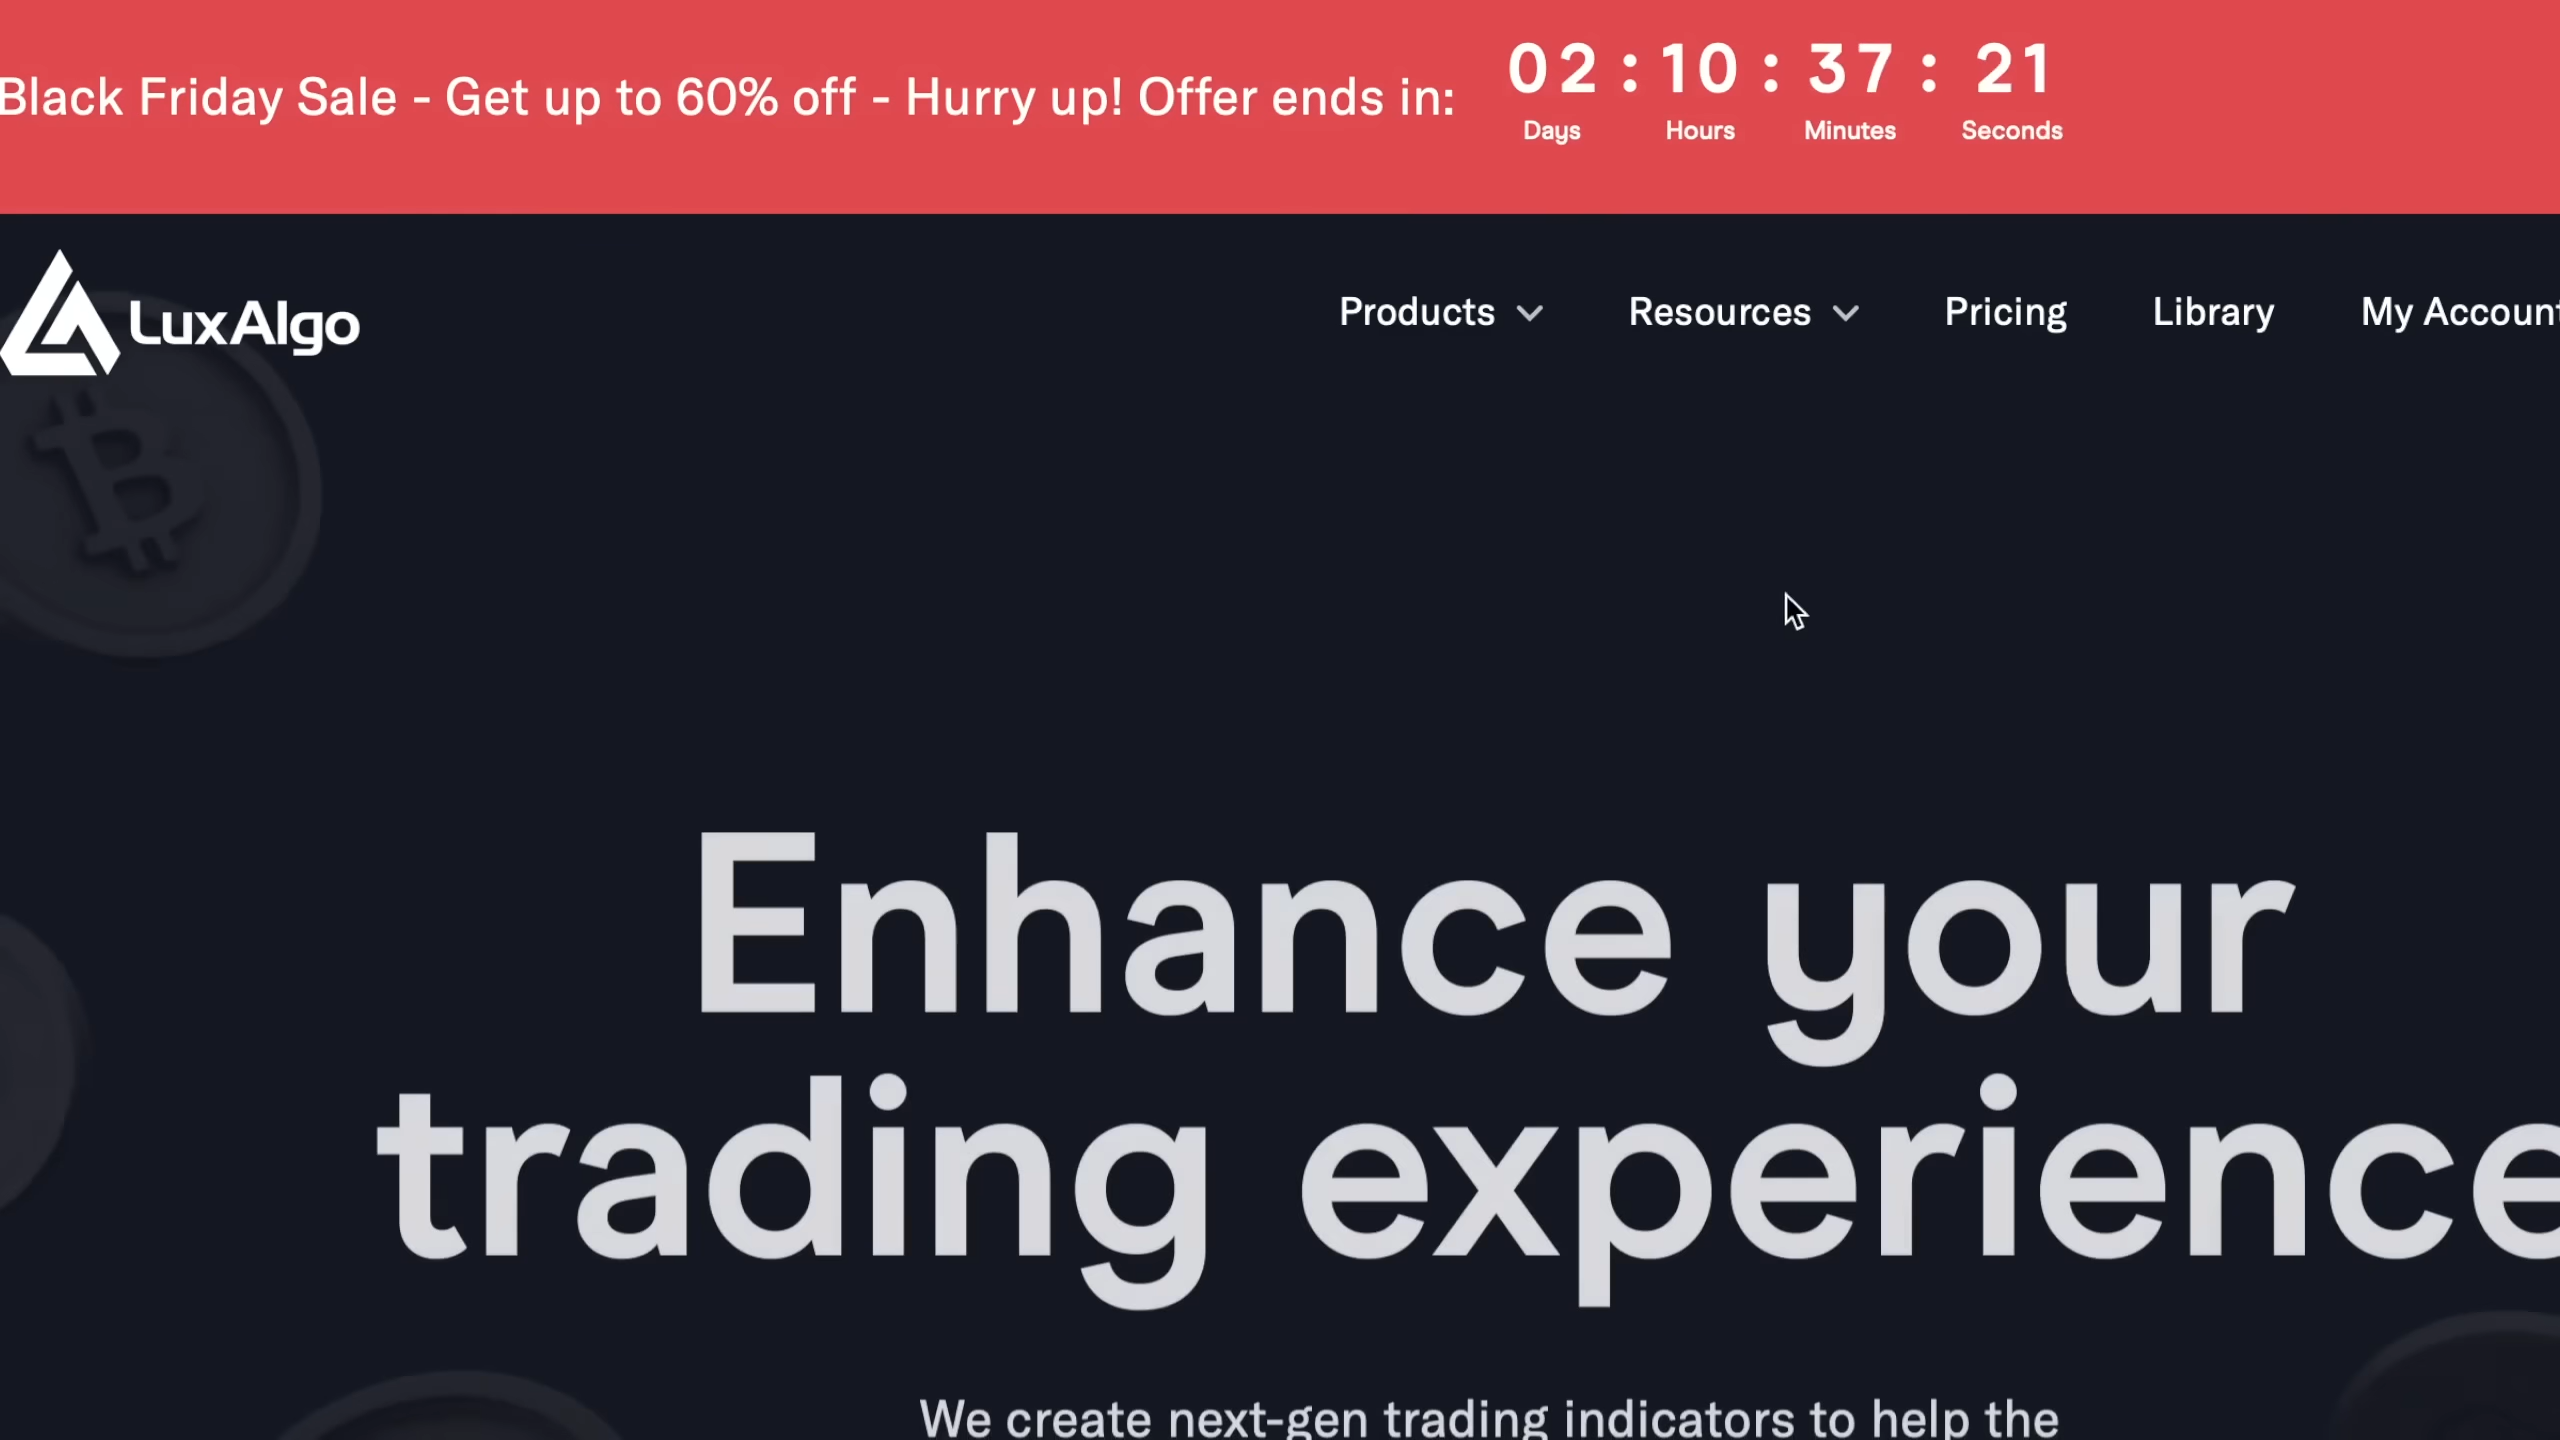 Black Friday Sale - Get up to 60% off - Hurry up! Offer ends in:
02 : 10 : 37 : 21
Days Hours Minutes Seconds
LuxAlgo
Products Resources Pricing Library My Account
Enhance your
trading experience
We create next-gen trading indicators to help the